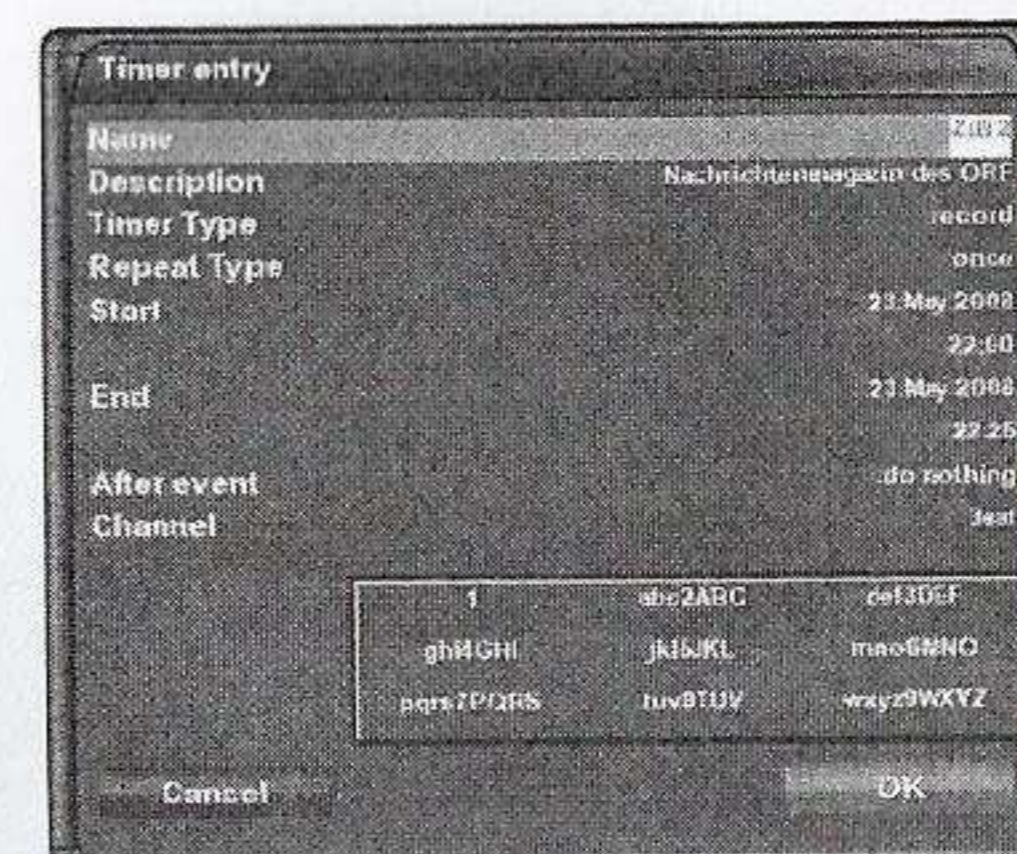 Timer entry
Name ZiB 2
Description Nachrichtenmagazin des ORF
Timer Type record
Repeat Type once
Start 23.May 2008
22:00
End 23.May 2008
22:25
After event do nothing
Channel 3sat
1 abc2ABC def3DEF
ghi4GHI jkl5JKL mno6MNO
pqrs7PQRS tuv8TUV wxyz9WXYZ
Cancel OK